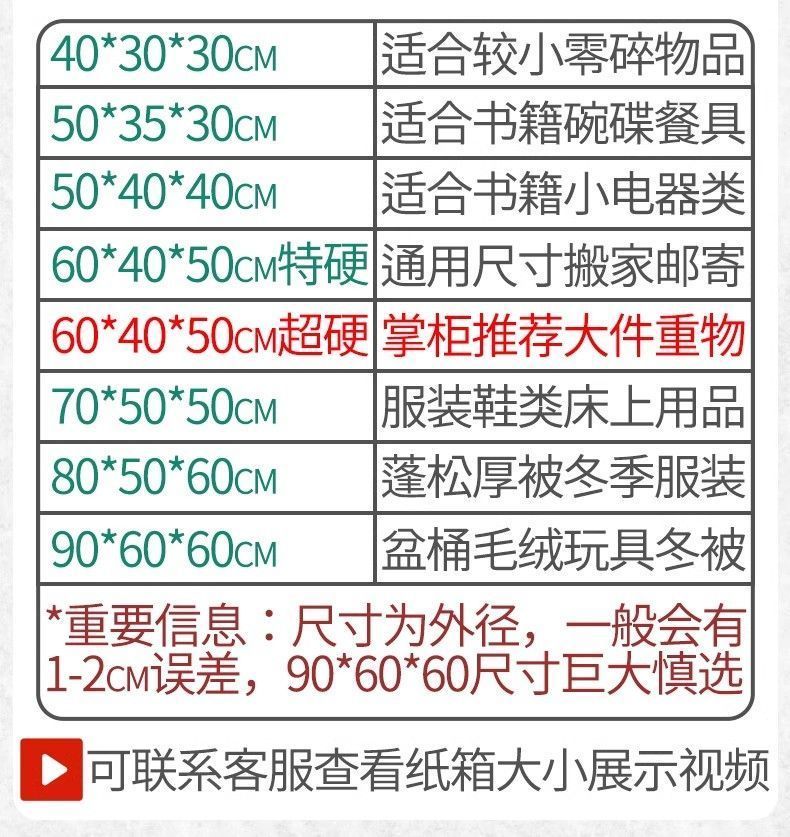 40*30*30CM 适合较小零碎物品
50*35*30CM 适合书籍碗碟餐具
50*40*40CM 适合书籍小电器类
60*40*50CM特硬 通用尺寸搬家邮寄
60*40*50CM超硬 掌柜推荐大件重物
70*50*50CM 服装鞋类床上用品
80*50*60CM 蓬松厚被冬季服装
90*60*60CM 盆桶毛绒玩具冬被
*重要信息：尺寸为外径，一般会有
1-2CM误差，90*60*60尺寸巨大慎选
可联系客服查看纸箱大小展示视频